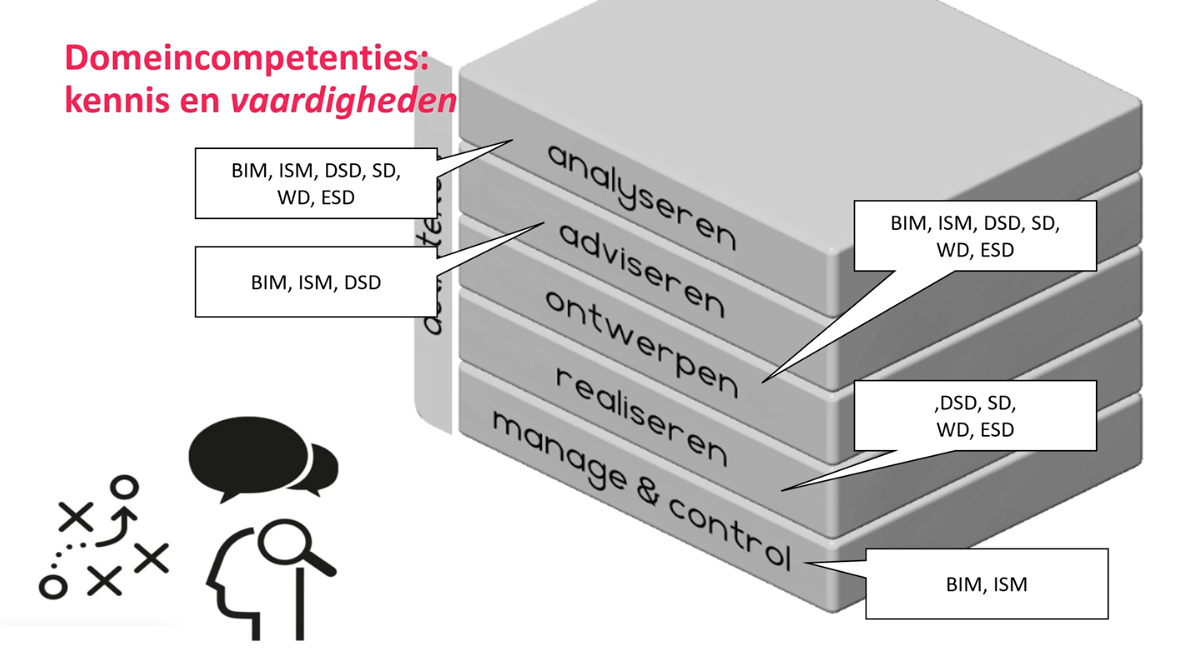 Domeincompetenties:
kennis en vaardigheden
BIM, ISM, DSD, SD,
WD, ESD
analyseren
BIM, ISM, DSD, SD,
WD, ESD
adviseren
BIM, ISM, DSD
ontwerpen
realiseren
,DSD, SD,
WD, ESD
manage & control
BIM, ISM